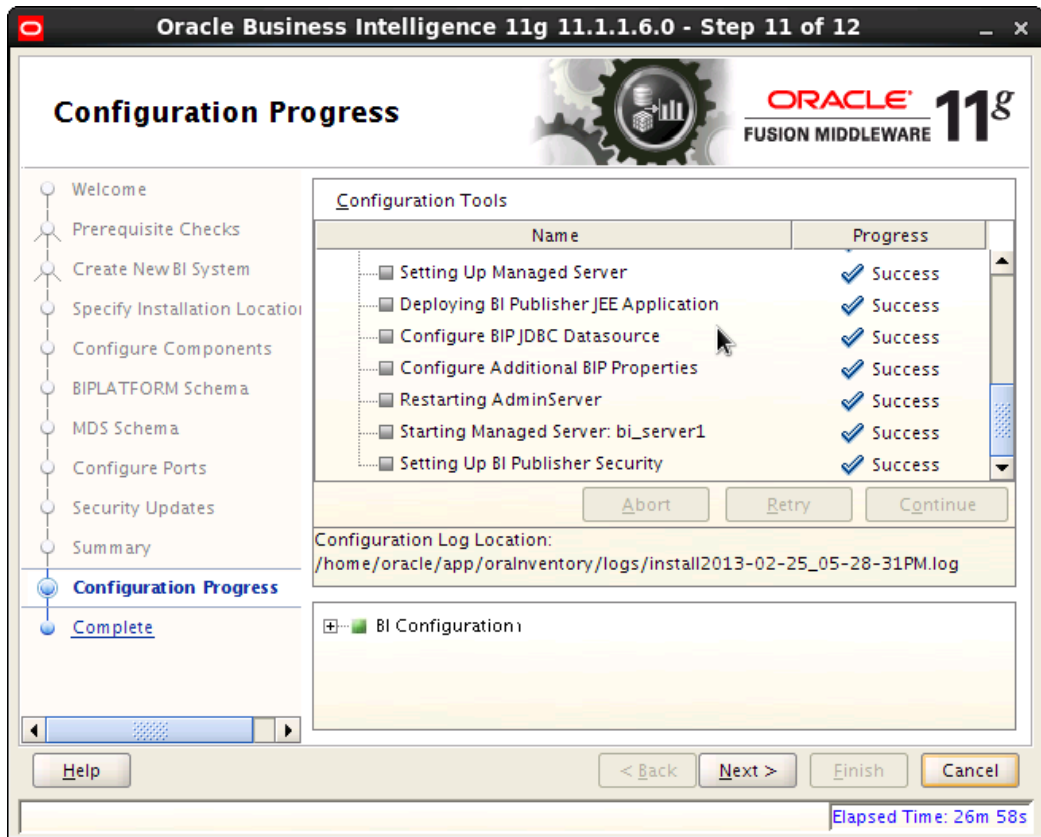 Oracle Business Intelligence 11g 11.1.1.6.0 - Step 11 of 12
Configuration Progress
ORACLE
FUSION MIDDLEWARE
11g
Welcome
Prerequisite Checks
Create New BI System
Specify Installation Location
Configure Components
BIPLATFORM Schema
MDS Schema
Configure Ports
Security Updates
Summary
Configuration Progress
Complete
Configuration Tools
Name Progress
Setting Up Managed Server Success
Deploying BI Publisher JEE Application Success
Configure BIP JDBC Datasource Success
Configure Additional BIP Properties Success
Restarting AdminServer Success
Starting Managed Server: bi_server1 Success
Setting Up BI Publisher Security Success
Abort Retry Continue
Configuration Log Location:
/home/oracle/app/oraInventory/logs/install2013-02-25_05-28-31PM.log
BI Configuration
Help < Back Next > Finish Cancel
Elapsed Time: 26m 58s